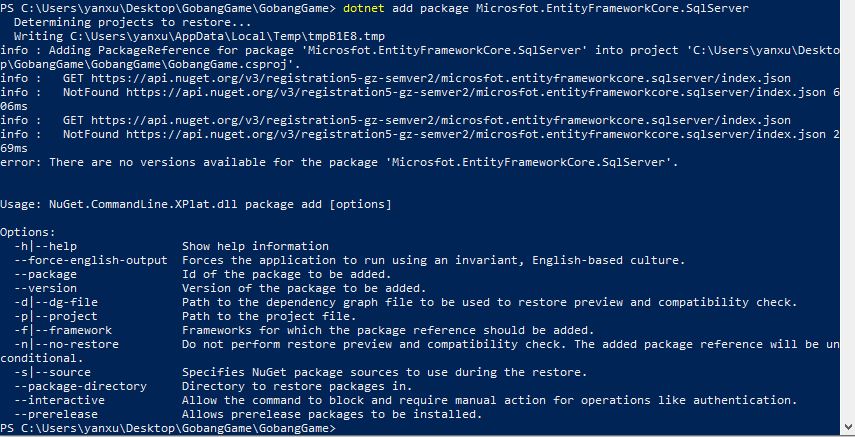 PS C:\Users\yanxu\Desktop\GobangGame\GobangGame> dotnet add package Microsfot.EntityFrameworkCore.SqlServer
  Determining projects to restore...
  Writing C:\Users\yanxu\AppData\Local\Temp\tmpB1E8.tmp
info : Adding PackageReference for package 'Microsfot.EntityFrameworkCore.SqlServer' into project 'C:\Users\yanxu\Deskto
p\GobangGame\GobangGame\GobangGame.csproj'.
info :   GET https://api.nuget.org/v3/registration5-gz-semver2/microsfot.entityframeworkcore.sqlserver/index.json
info :   NotFound https://api.nuget.org/v3/registration5-gz-semver2/microsfot.entityframeworkcore.sqlserver/index.json 6
06ms
info :   GET https://api.nuget.org/v3/registration5-gz-semver2/microsfot.entityframeworkcore.sqlserver/index.json
info :   NotFound https://api.nuget.org/v3/registration5-gz-semver2/microsfot.entityframeworkcore.sqlserver/index.json 2
69ms
error: There are no versions available for the package 'Microsfot.EntityFrameworkCore.SqlServer'.
Usage: NuGet.CommandLine.XPlat.dll package add [options]
Options:
  -h|--help               Show help information
  --force-english-output  Forces the application to run using an invariant, English-based culture.
  --package               Id of the package to be added.
  --version               Version of the package to be added.
  -d|--dg-file            Path to the dependency graph file to be used to restore preview and compatibility check.
  -p|--project            Path to the project file.
  -f|--framework          Frameworks for which the package reference should be added.
  -n|--no-restore         Do not perform restore preview and compatibility check. The added package reference will be un
conditional.
  -s|--source             Specifies NuGet package sources to use during the restore.
  --package-directory     Directory to restore packages in.
  --interactive           Allow the command to block and require manual action for operations like authentication.
  --prerelease            Allows prerelease packages to be installed.
PS C:\Users\yanxu\Desktop\GobangGame\GobangGame>